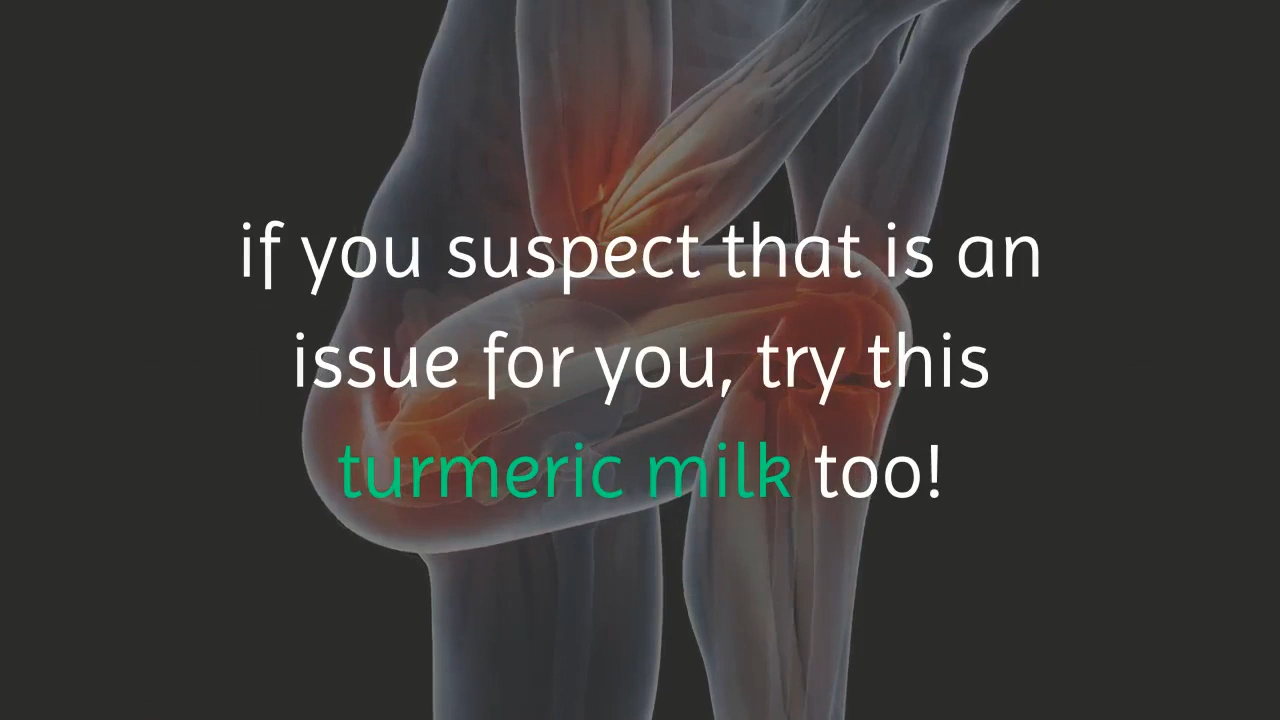 if you suspect that is an
issue for you, try this
turmeric milk too!